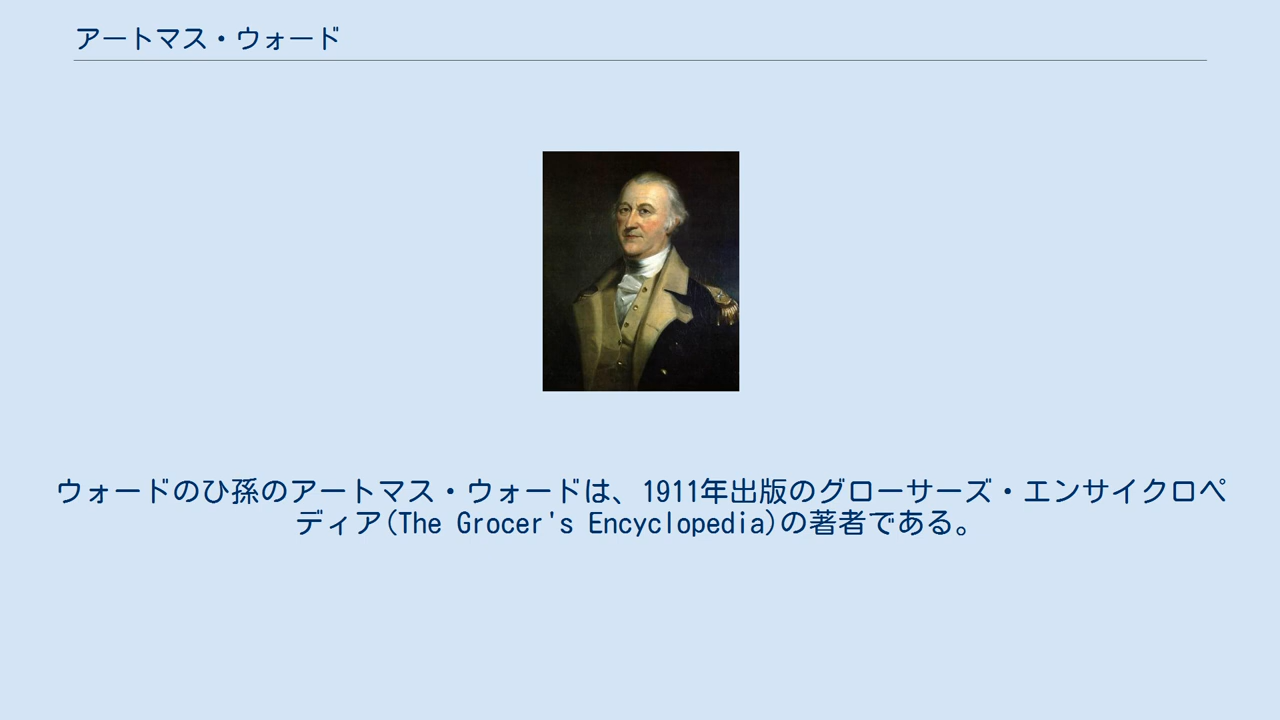 アートマス・ウォード
ウォードのひ孫のアートマス・ウォードは、1911年出版のグローサーズ・エンサイクロペ
ディア(The Grocer's Encyclopedia)の著者である。